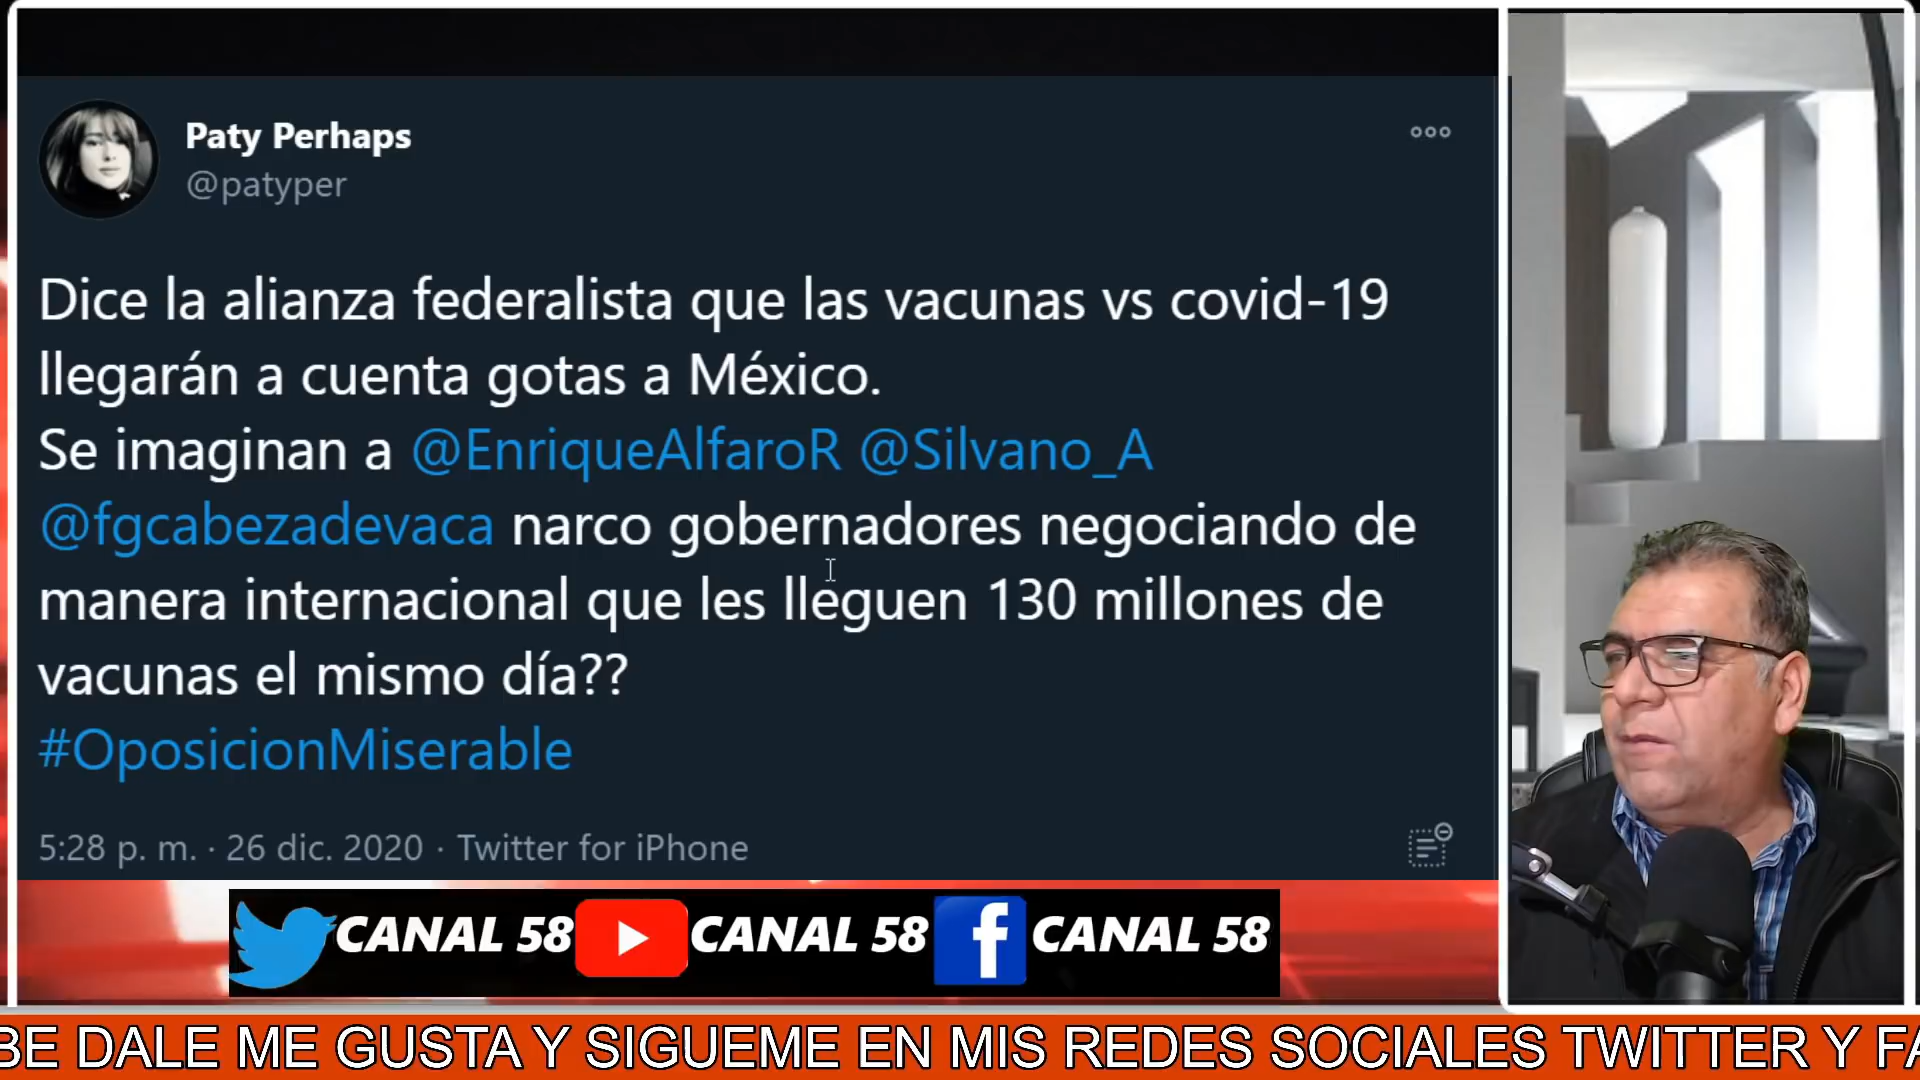 Paty Perhaps
@patyper
Dice la alianza federalista que las vacunas vs covid-19
llegarán a cuenta gotas a México.
Se imaginan a @EnriqueAlfaroR @Silvano_A
@fgcabezadevaca narco gobernadores negociando de
manera internacional que les lleguen 130 millones de
vacunas el mismo día??
#OposicionMiserable
5:28 p. m. · 26 dic. 2020 · Twitter for iPhone
CANAL 58 CANAL 58 f CANAL 58
BE DALE ME GUSTA Y SIGUEME EN MIS REDES SOCIALES TWITTER Y FA